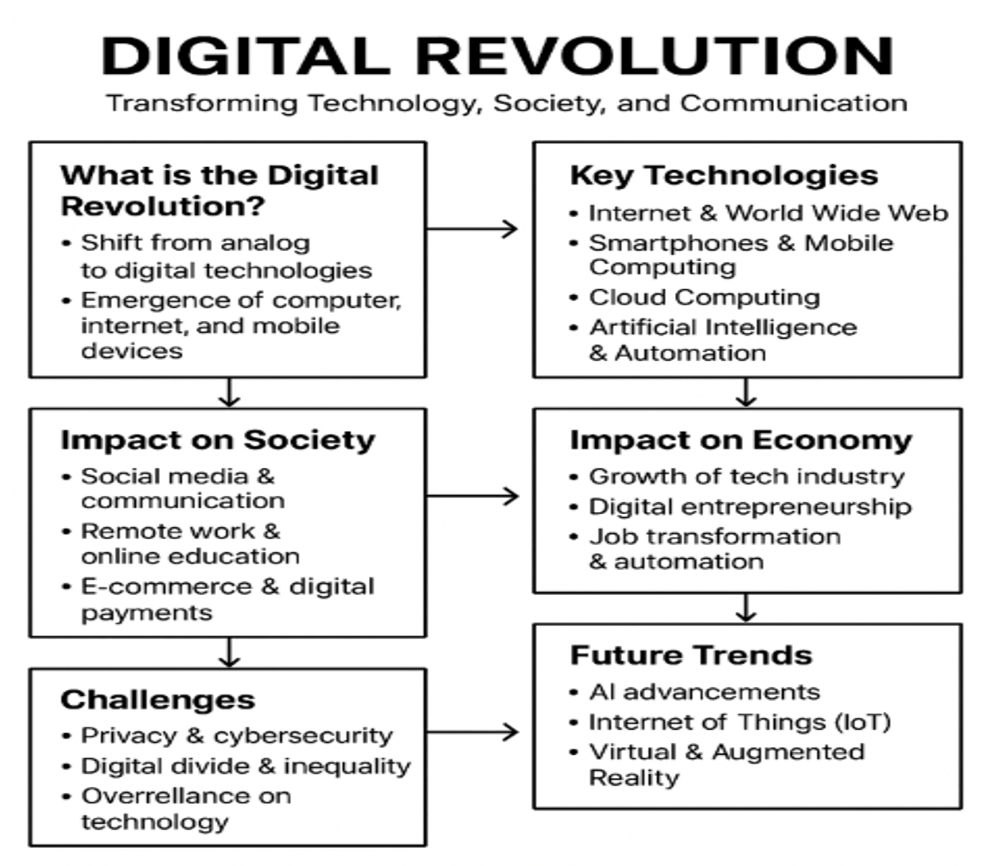 DIGITAL REVOLUTION
Transforming Technology, Society, and Communication
What is the Digital
Revolution?
• Shift from analog
to digital technologies
• Emergence of computer,
internet, and mobile
devices
Key Technologies
• Internet & World Wide Web
• Smartphones & Mobile
Computing
• Cloud Computing
• Artificial Intelligence
& Automation
Impact on Society
• Social media &
communication
• Remote work &
online education
• E-commerce & digital
payments
Impact on Economy
• Growth of tech industry
• Digital entrepreneurship
• Job transformation
& automation
Challenges
• Privacy & cybersecurity
• Digital divide & inequality
• Overrellance on
technology
Future Trends
• AI advancements
• Internet of Things (IoT)
• Virtual & Augmented
Reality